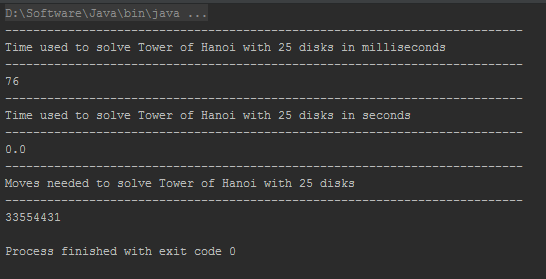 D:\Software\Java\bin\java ...
--------------------------------------------------------------------------
Time used to solve Tower of Hanoi with 25 disks in milliseconds
--------------------------------------------------------------------------
76
--------------------------------------------------------------------------
Time used to solve Tower of Hanoi with 25 disks in seconds
--------------------------------------------------------------------------
0.0
--------------------------------------------------------------------------
Moves needed to solve Tower of Hanoi with 25 disks
--------------------------------------------------------------------------
33554431
Process finished with exit code 0